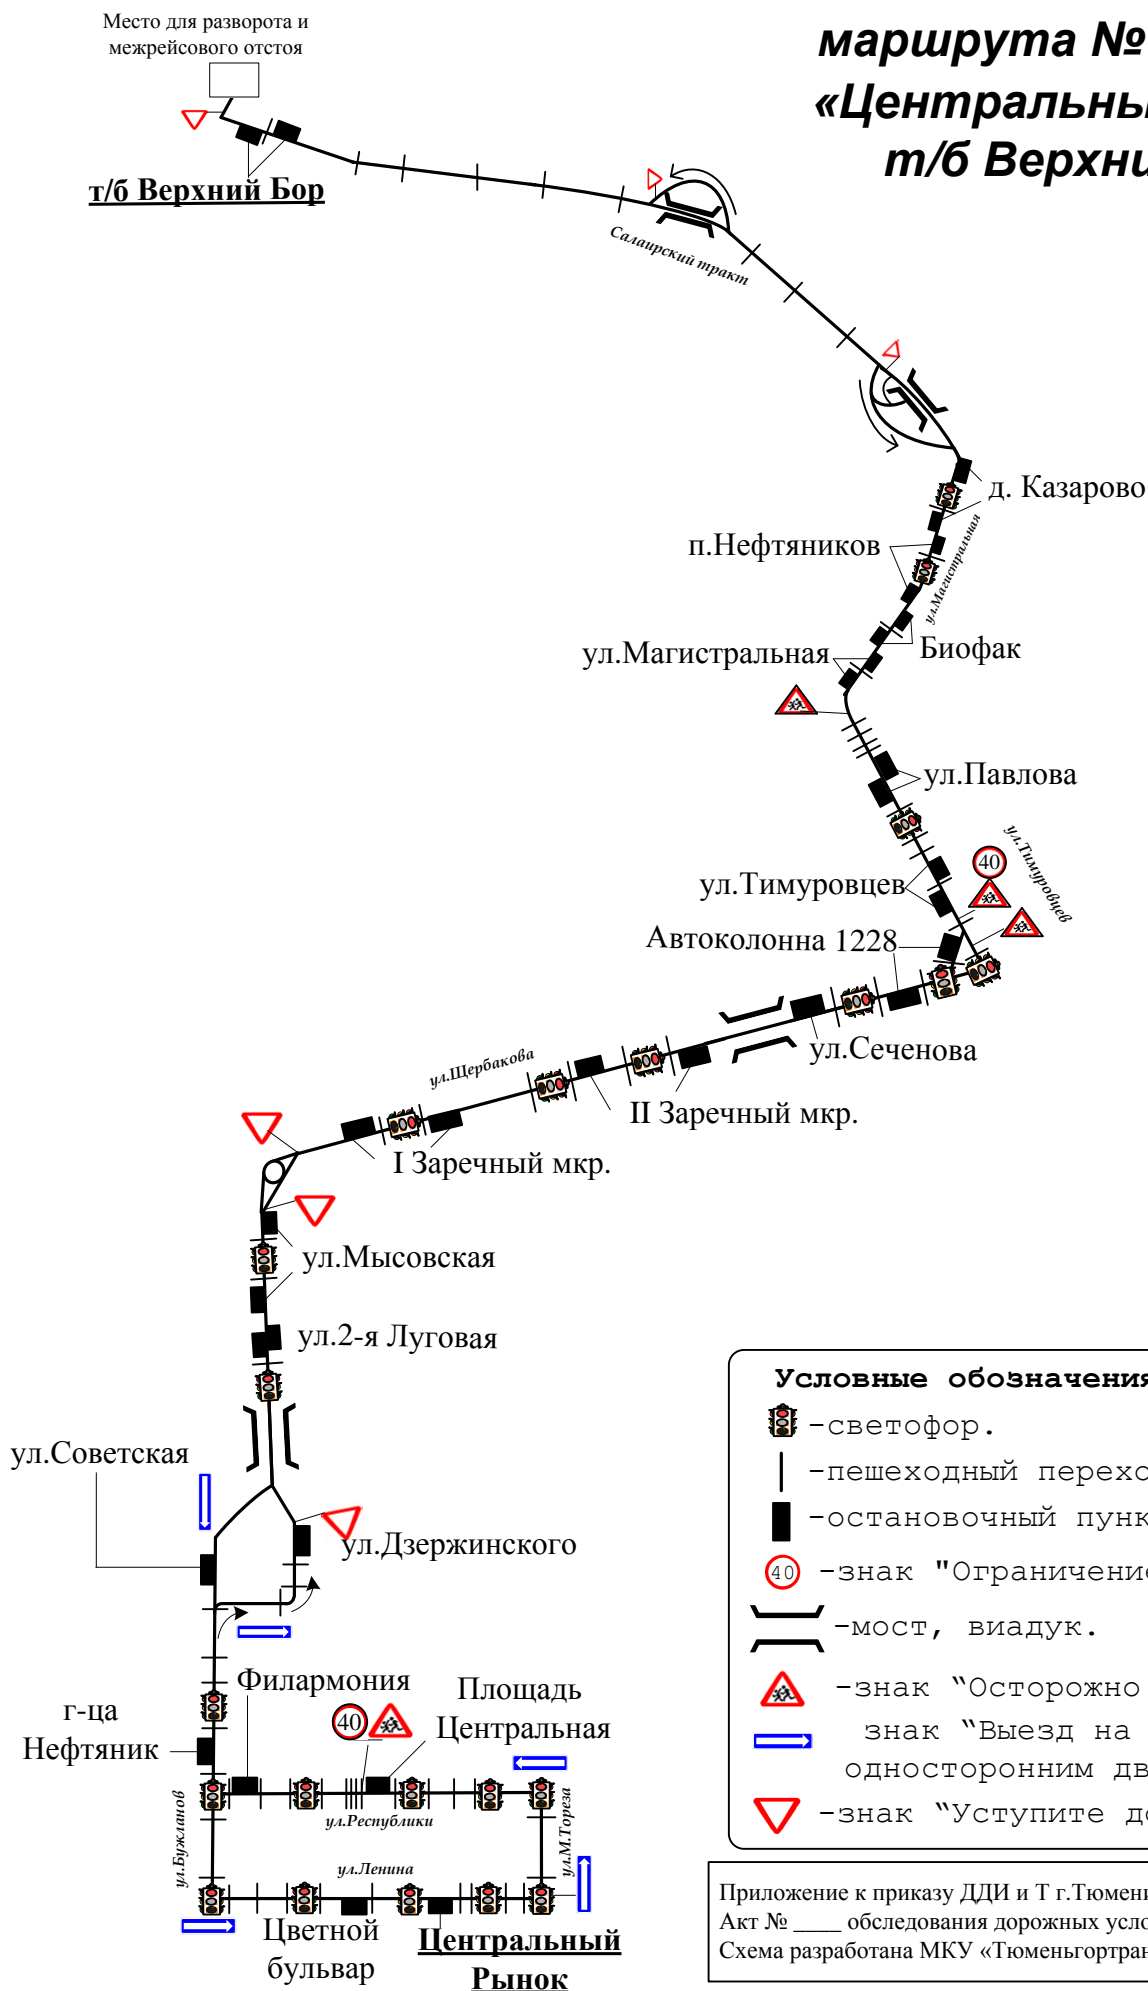 Место для разворота и
межрейсового отстоя
маршрута №
«Центральны
т/б Верхни
т/б Верхний Бор
Салаирский тракт
д. Казарово
п.Нефтяников
ул.Магистральная
Биофак
ул.Магистральная
ул.Павлова
ул.Тимуровцев
40
ул.Тимуровцев
Автоколонна 1228
ул.Сеченова
ул.Щербакова
II Заречный мкр.
I Заречный мкр.
ул.Мысовская
ул.2-я Луговая
ул.Советская
ул.Дзержинского
Филармония
Площадь
Центральная
40
г-ца
Нефтяник
ул.Республики
ул.Бужланов
ул.М.Тореза
ул.Ленина
Цветной
бульвар
Центральный
Рынок
Условные обозначения
-светофор.
-пешеходный перехо
-остановочный пунк
40 -знак "Ограничение
-мост, виадук.
-знак “Осторожно
знак “Выезд на
односторонним дв
-знак “Уступите до
Приложение к приказу ДДИ и Т г.Тюмени
Акт № ____ обследования дорожных усло
Схема разработана МКУ «Тюменьгортран